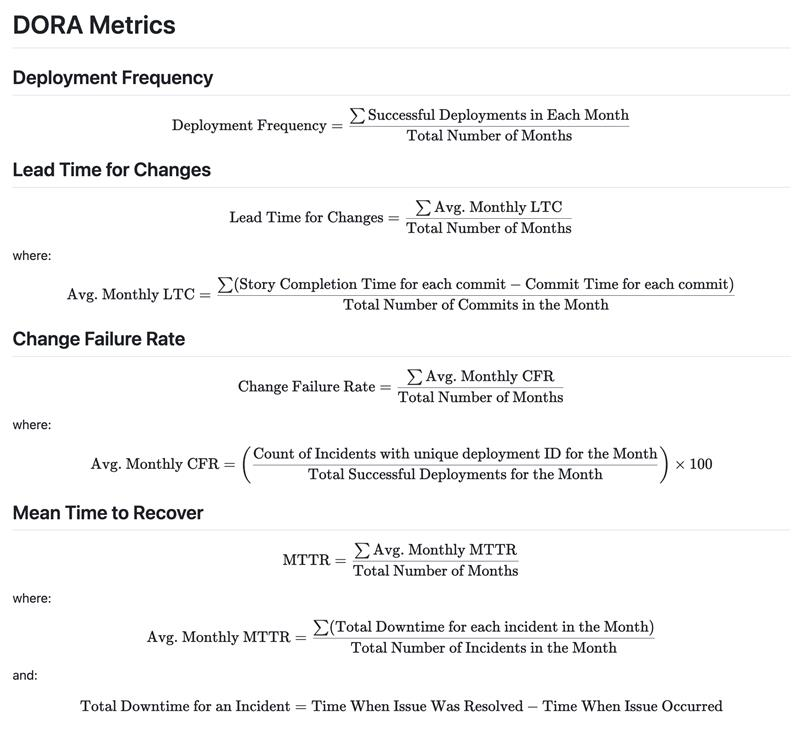 DORA Metrics
Deployment Frequency
Deployment Frequency = ∑ Successful Deployments in Each Month / Total Number of Months
Lead Time for Changes
Lead Time for Changes = ∑ Avg. Monthly LTC / Total Number of Months
where:
Avg. Monthly LTC = ∑(Story Completion Time for each commit − Commit Time for each commit) / Total Number of Commits in the Month
Change Failure Rate
Change Failure Rate = ∑ Avg. Monthly CFR / Total Number of Months
where:
Avg. Monthly CFR = (Count of Incidents with unique deployment ID for the Month / Total Successful Deployments for the Month) × 100
Mean Time to Recover
MTTR = ∑ Avg. Monthly MTTR / Total Number of Months
where:
Avg. Monthly MTTR = ∑(Total Downtime for each incident in the Month) / Total Number of Incidents in the Month
and:
Total Downtime for an Incident = Time When Issue Was Resolved − Time When Issue Occurred